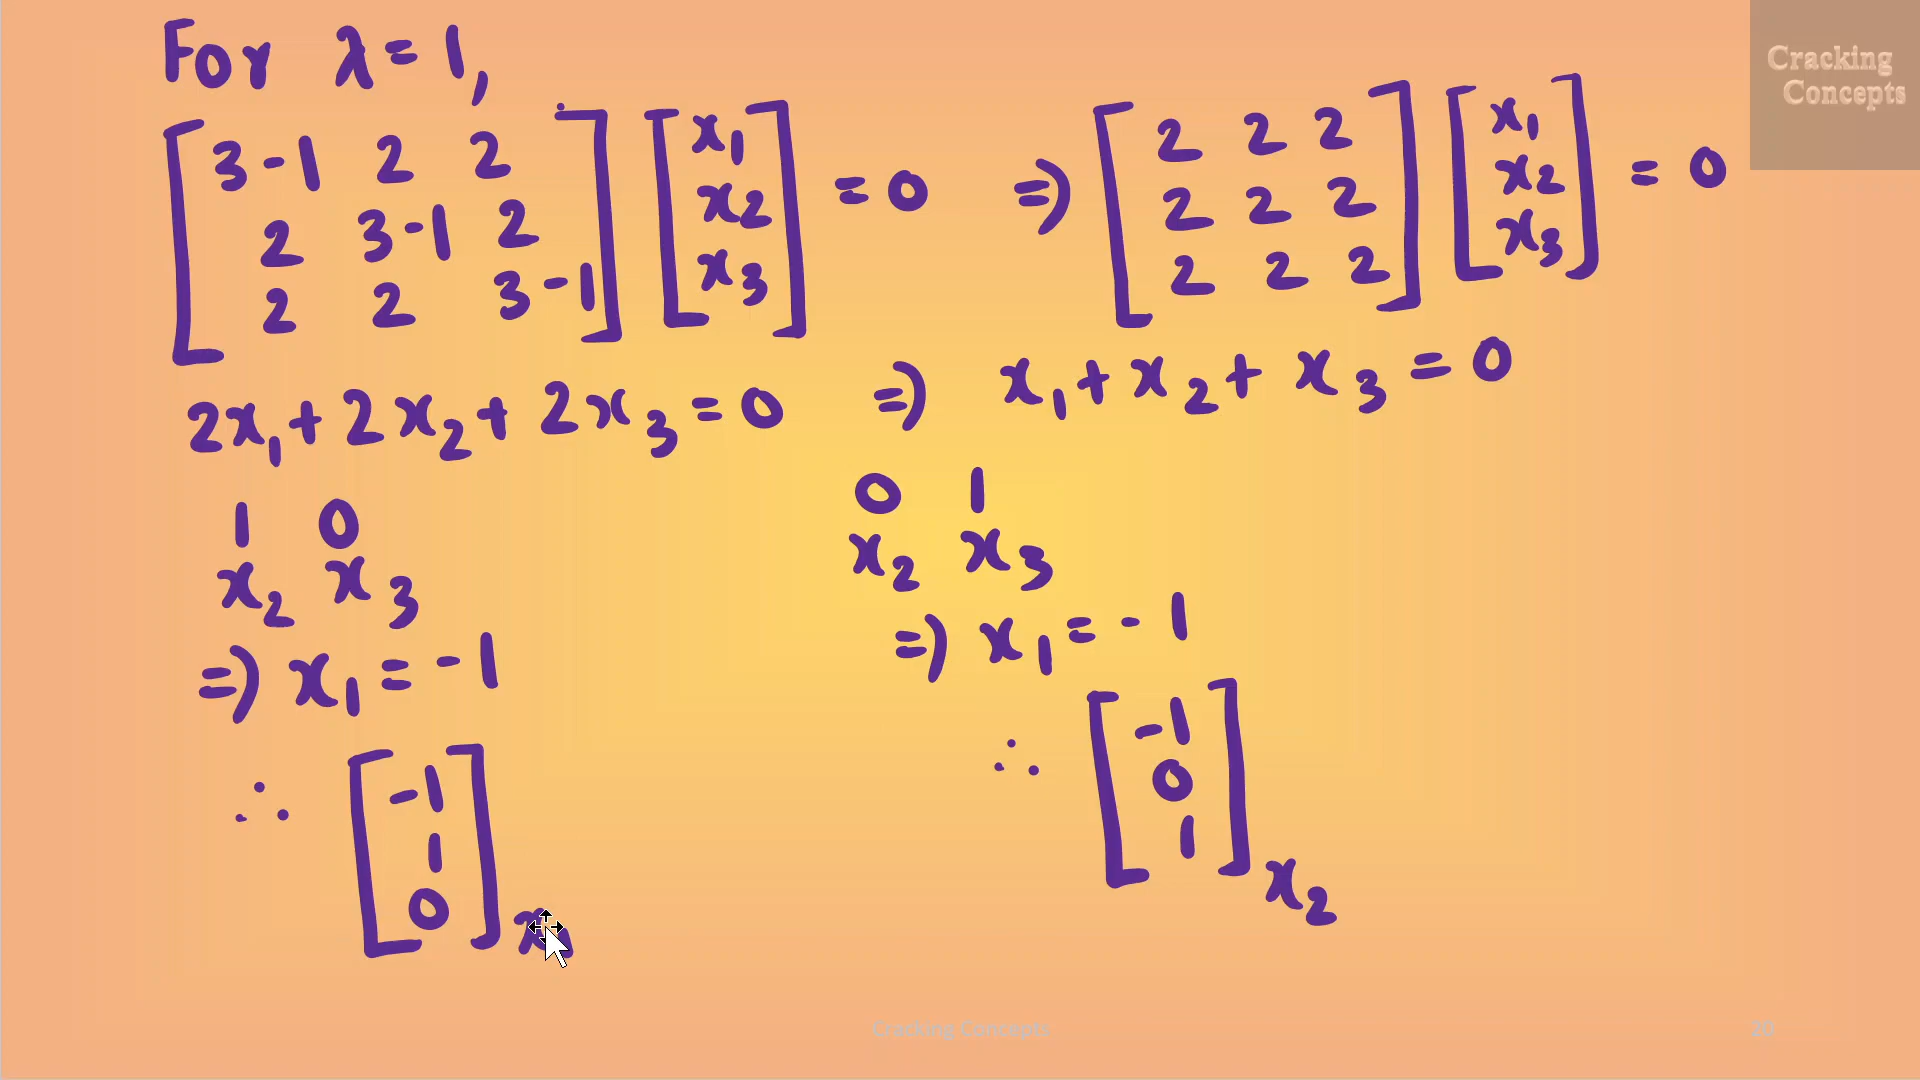 For λ = 1,
Cracking
Concepts
[3-1 2 2; 2 3-1 2; 2 2 3-1] [x₁; x₂; x₃] = 0 ⇒ [2 2 2; 2 2 2; 2 2 2] [x₁; x₂; x₃] = 0
2x₁ + 2x₂ + 2x₃ = 0 ⇒ x₁ + x₂ + x₃ = 0
1 0
x₂ x₃
⇒ x₁ = -1
∴ [-1; 1; 0]
0 1
x₂ x₃
⇒ x₁ = -1
∴ [-1; 0; 1] x₂
Cracking Concepts
20